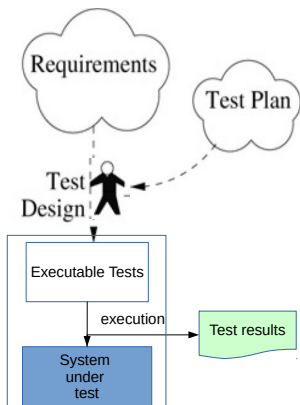 Requirements
Test Plan
Test
Design
Executable Tests
execution
Test results
System
under
test